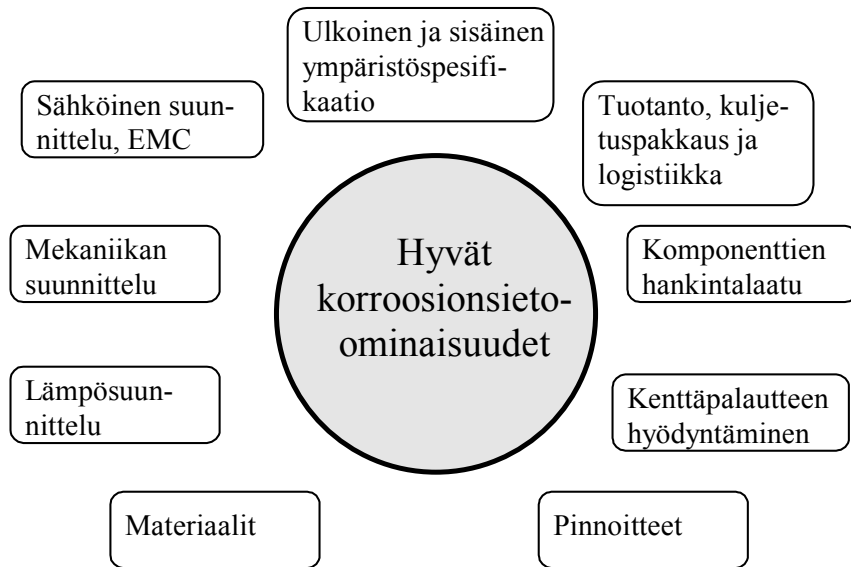 Ulkoinen ja sisäinen
ympäristöspesifi-
kaatio
Sähköinen suun-
nittelu, EMC
Tuotanto, kulje-
tuspakkaus ja
logistiikka
Mekaniikan
suunnittelu
Hyvät
korroosionsieto-
ominaisuudet
Komponenttien
hankintalaatu
Lämpösuun-
nittelu
Kenttäpalautteen
hyödyntäminen
Materiaalit
Pinnoitteet